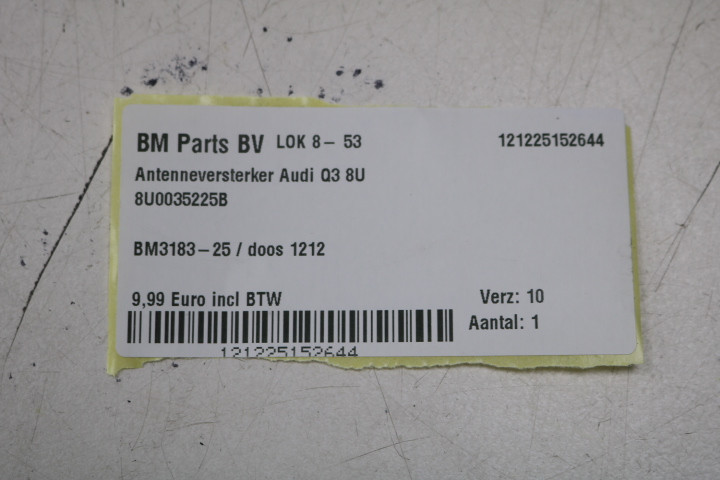 BM Parts BV LOK 8- 53 121225152644
Antenneversterker Audi Q3 8U
8U0035225B
BM3183-25 / doos 1212
9,99 Euro incl BTW Verz: 10
Aantal: 1
121225152644